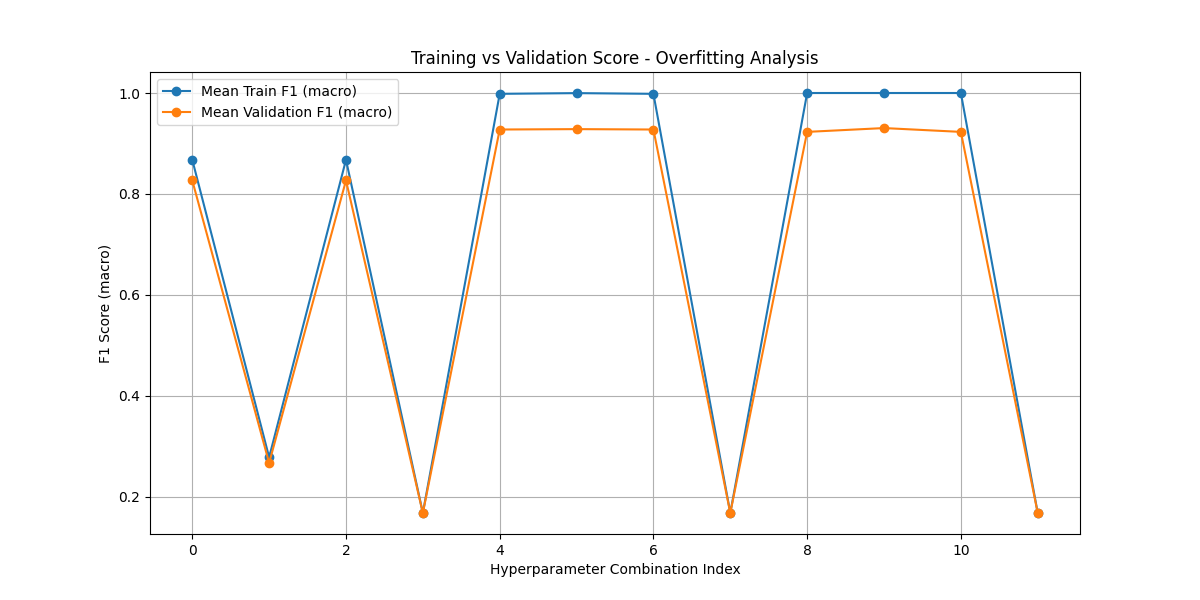 Training vs Validation Score - Overfitting Analysis
Mean Train F1 (macro)
Mean Validation F1 (macro)
F1 Score (macro)
1.0
0.8
0.6
0.4
0.2
0 2 4 6 8 10
Hyperparameter Combination Index